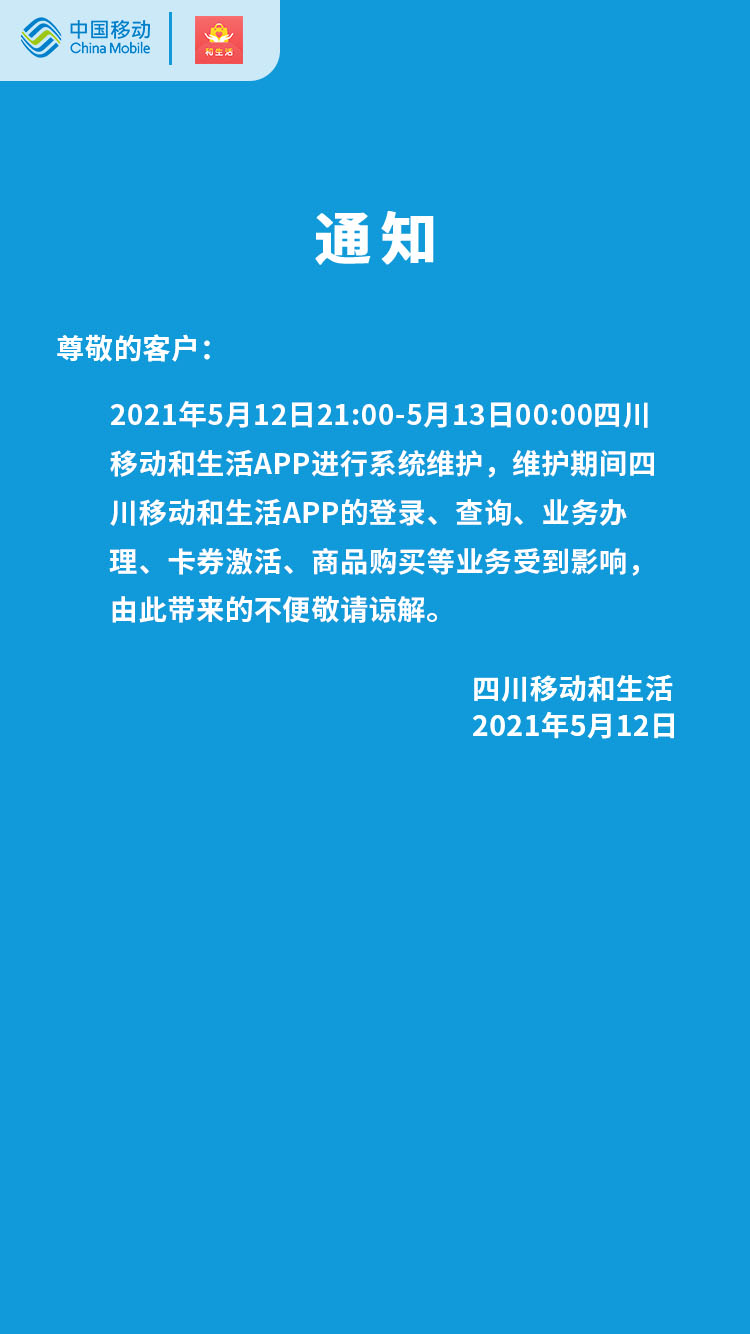 中国移动
China Mobile
和生活
通知
尊敬的客户：
2021年5月12日21:00-5月13日00:00四川
移动和生活APP进行系统维护，维护期间四
川移动和生活APP的登录、查询、业务办
理、卡券激活、商品购买等业务受到影响，
由此带来的不便敬请谅解。
四川移动和生活
2021年5月12日